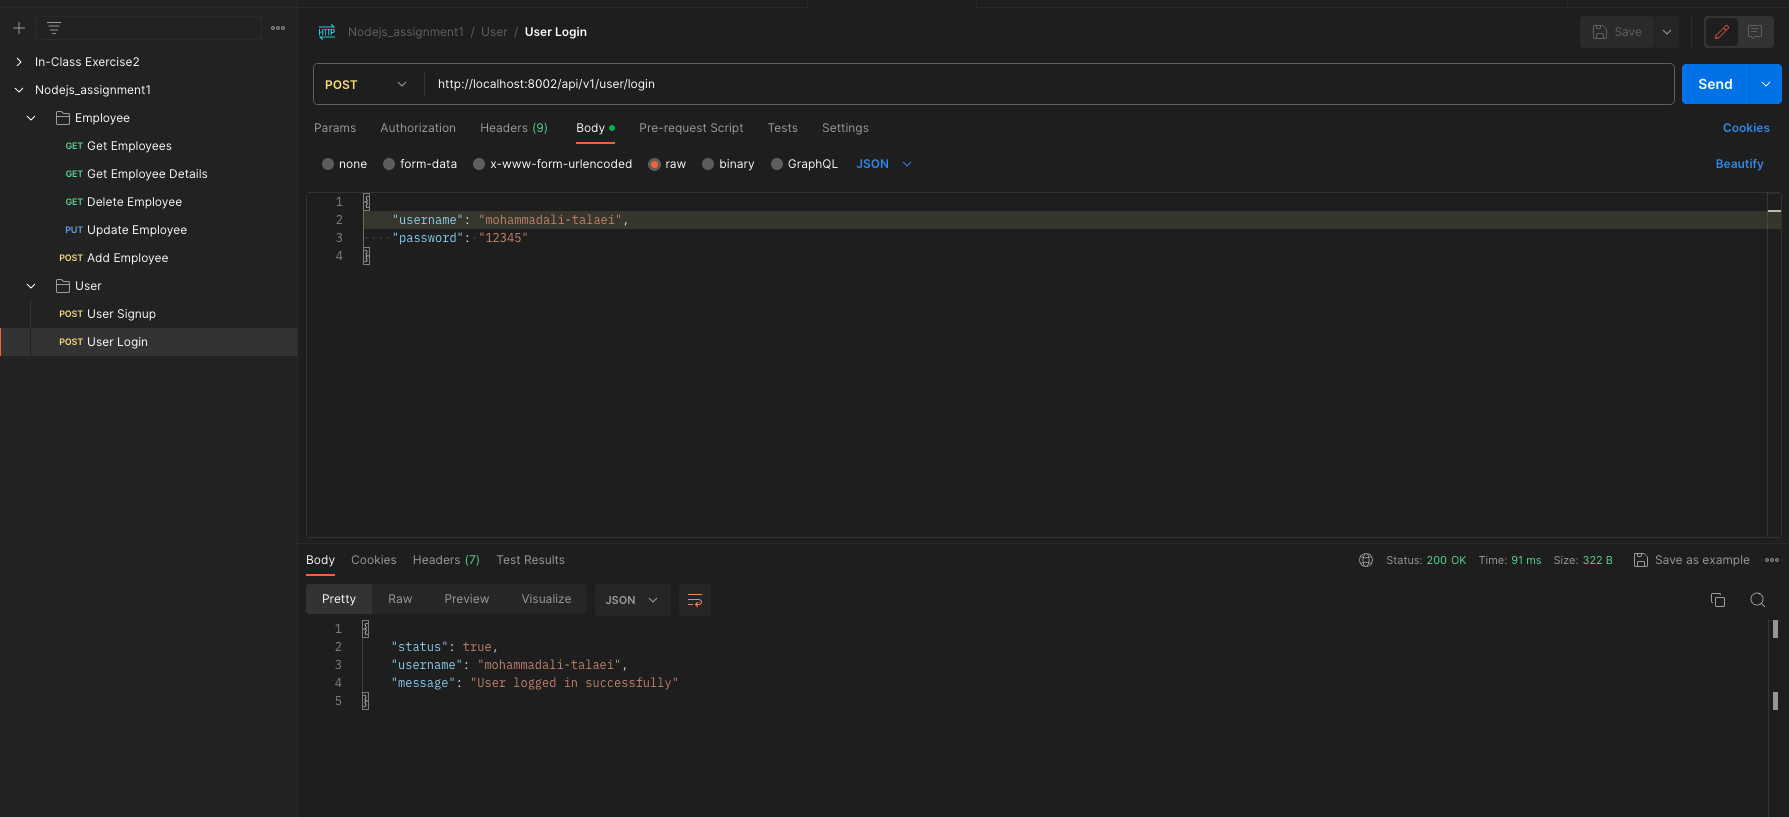 Nodejs_assignment1 / User / User Login
Save
In-Class Exercise2
Nodejs_assignment1
Employee
GET Get Employees
GET Get Employee Details
GET Delete Employee
PUT Update Employee
POST Add Employee
User
POST User Signup
POST User Login
POST http://localhost:8002/api/v1/user/login
Send
Params Authorization Headers (9) Body Pre-request Script Tests Settings Cookies
none form-data x-www-form-urlencoded raw binary GraphQL JSON Beautify
1 {
2 "username": "mohammadali-talaei",
3 "password": "12345"
4 }
Body Cookies Headers (7) Test Results Status: 200 OK Time: 91 ms Size: 322 B Save as example
Pretty Raw Preview Visualize JSON
1 {
2 "status": true,
3 "username": "mohammadali-talaei",
4 "message": "User logged in successfully"
5 }